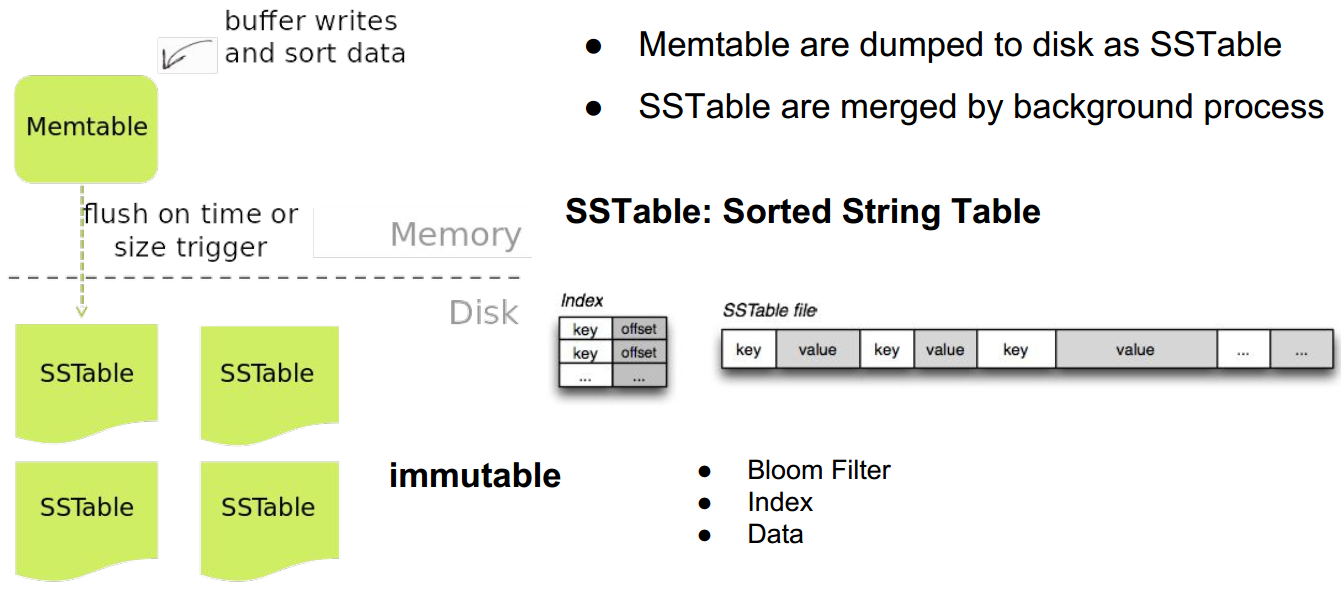 buffer writes
and sort data
Memtable
flush on time or
size trigger
Memory
Disk
SSTable
SSTable
SSTable
SSTable
immutable
● Memtable are dumped to disk as SSTable
● SSTable are merged by background process
SSTable: Sorted String Table
Index
key offset
key offset
... ...
SSTable file
key value key value key value ... ...
● Bloom Filter
● Index
● Data